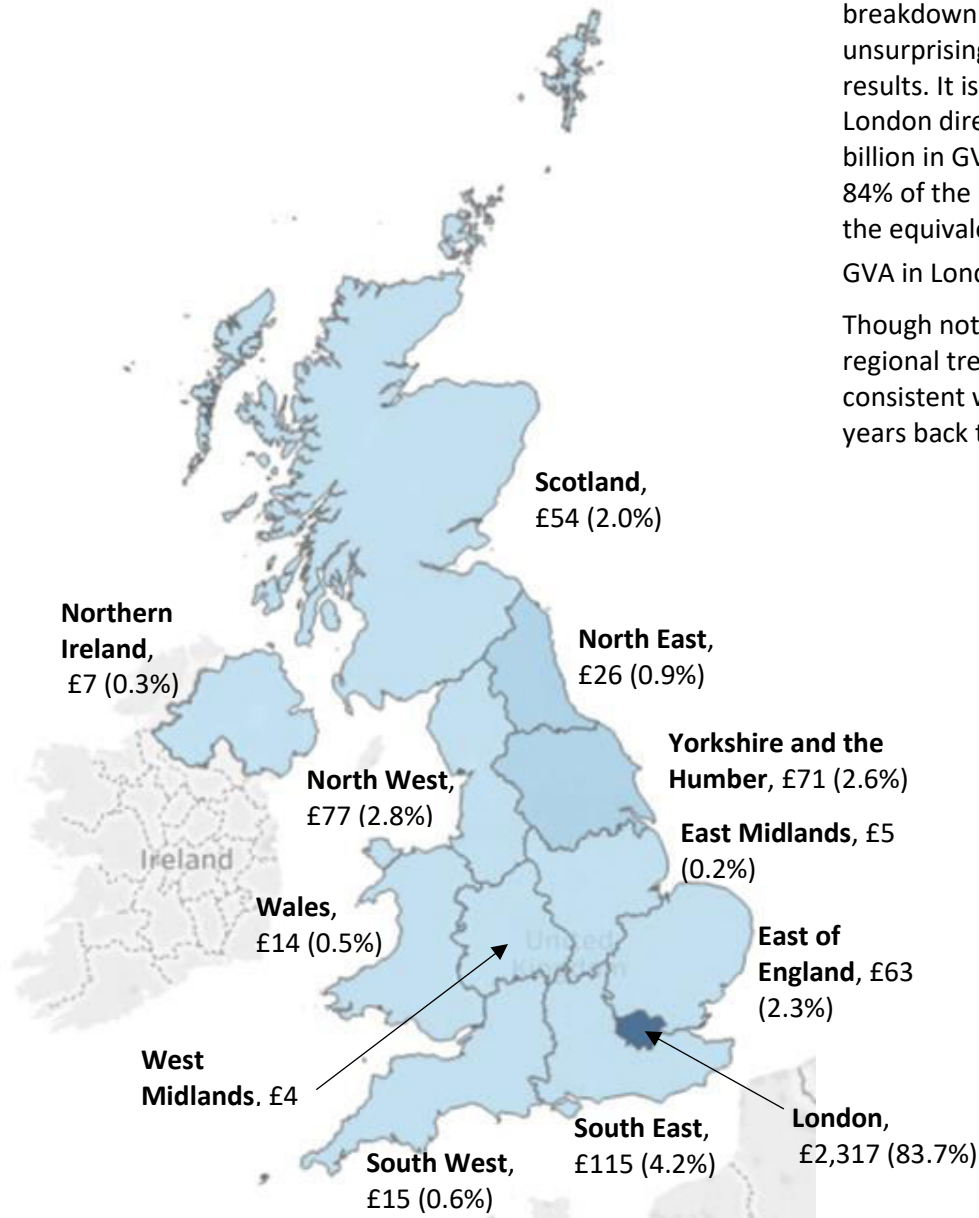 breakdown
unsurprising
results. It is
London dire
billion in GV
84% of the
the equivale
GVA in Lond
Though not
regional tre
consistent w
years back t
Scotland,
£54 (2.0%)
Northern
Ireland,
£7 (0.3%)
North East,
£26 (0.9%)
Yorkshire and the
Humber, £71 (2.6%)
North West,
£77 (2.8%)
East Midlands, £5
(0.2%)
Ireland
Wales,
£14 (0.5%)
United
Kingdom
East of
England, £63
(2.3%)
West
Midlands, £4
London,
£2,317 (83.7%)
South East,
£115 (4.2%)
South West,
£15 (0.6%)